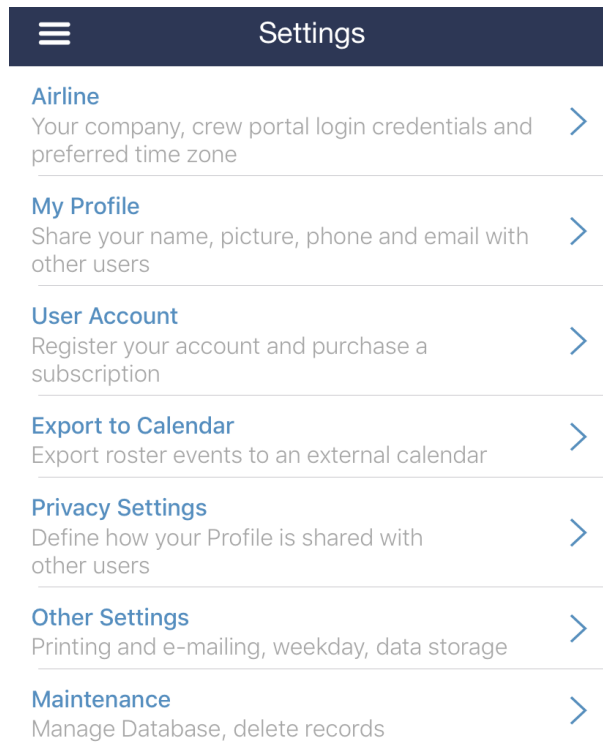 Settings
Airline
Your company, crew portal login credentials and
preferred time zone
My Profile
Share your name, picture, phone and email with
other users
User Account
Register your account and purchase a
subscription
Export to Calendar
Export roster events to an external calendar
Privacy Settings
Define how your Profile is shared with
other users
Other Settings
Printing and e-mailing, weekday, data storage
Maintenance
Manage Database, delete records